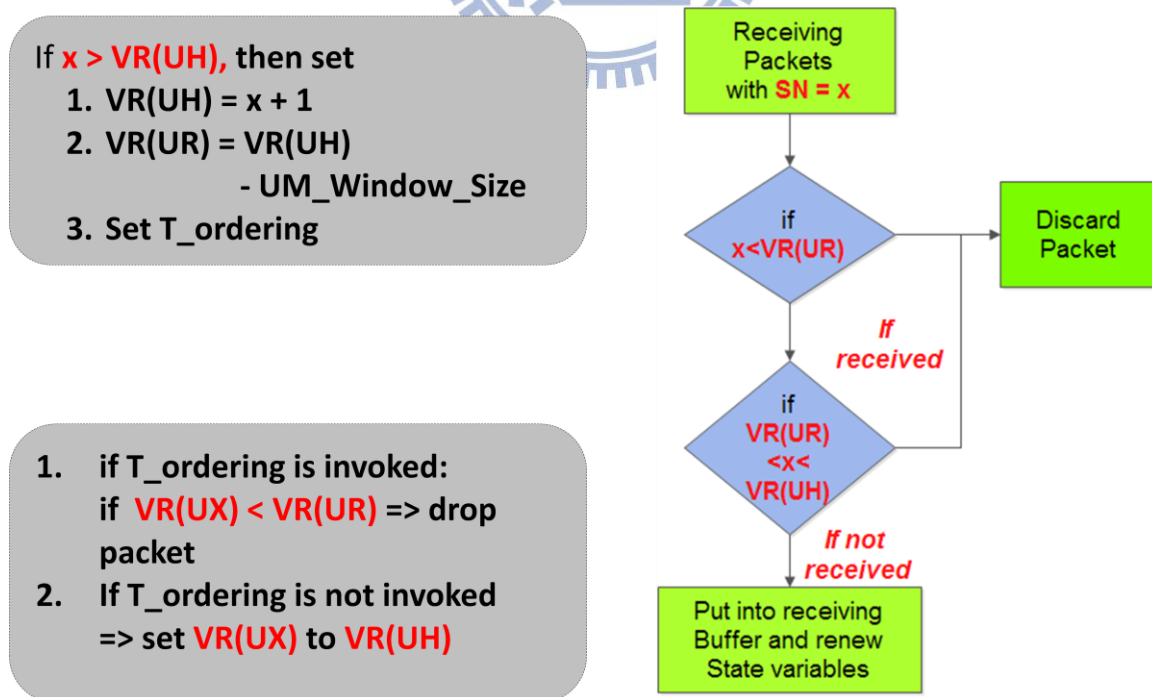 If x > VR(UH), then set
1. VR(UH) = x + 1
2. VR(UR) = VR(UH)
- UM_Window_Size
3. Set T_ordering
1. if T_ordering is invoked:
if VR(UX) < VR(UR) => drop
packet
2. If T_ordering is not invoked
=> set VR(UX) to VR(UH)
Receiving
Packets
with SN = x
if
x<VR(UR)
Discard
Packet
If
received
if
VR(UR)
<x<
VR(UH)
If not
received
Put into receiving
Buffer and renew
State variables